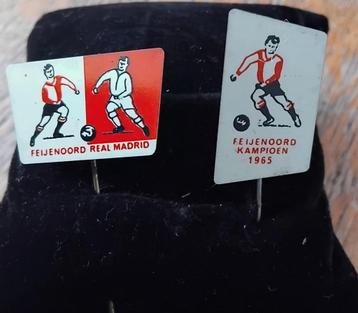 FEIJENOORD REAL MADRID
FEIJENOORD
KAMPIOEN
1965